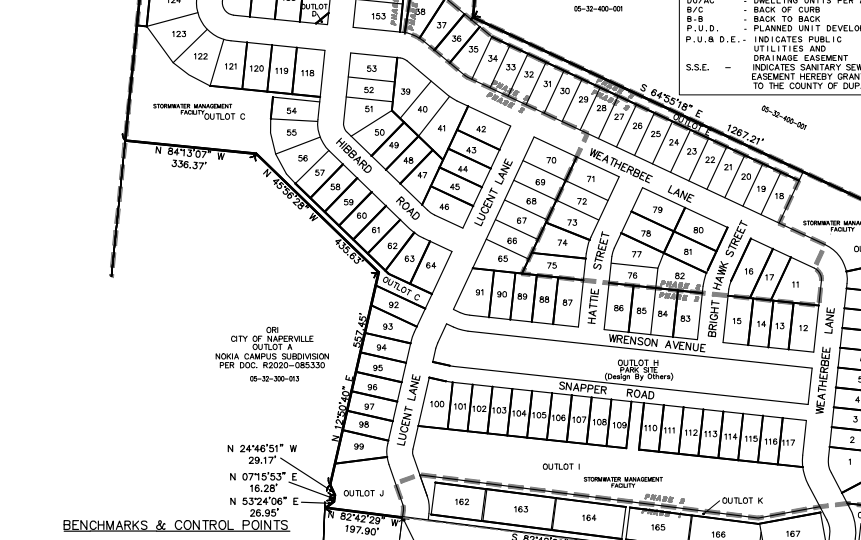 124
OUTLOT
D
153
38
PHASE
PHASE
05-32-400-001
DU/AC - DWELLING UNITS PER A
B/C - BACK OF CURB
B-B - BACK TO BACK
P.U.D. - PLANNED UNIT DEVELO
P.U.& D.E.- INDICATES PUBLIC
UTILITIES AND
DRAINAGE EASEMENT
S.S.E. - INDICATES SANITARY SEW
EASEMENT HEREBY GRAN
TO THE COUNTY OF DUP
123
122
121
120
119
118
37
36
35
34
33
32
31
30
29
28
27
26
25
24
23
22
21
20
19
18
S 64°55'18" E
1267.21'
OUTLOT E
05-32-400-001
STORMWATER MANAGEMENT
FACILITY
OUTLOT C
53
52
51
50
49
48
47
39
40
41
42
43
44
45
46
54
55
56
57
58
59
60
61
62
63
64
HIBBARD
ROAD
LUCENT LANE
N 84°13'07" W
336.37'
N 45°56'28" W
435.63'
WEATHERBEE LANE
70
69
68
67
66
65
71
72
73
74
75
79
80
78
81
77
76
82
HATTIE STREET
BRIGHT HAWK STREET
STORMWATER MANA
FACILITY
16
17
11
PHASE
PHASE
91
90
89
88
87
86
85
84
83
15
14
13
12
OUTLOT C
92
93
94
95
96
97
98
99
557.45'
N 12°50'40" E
ORI
CITY OF NAPERVILLE
OUTLOT A
NOKIA CAMPUS SUBDIVISION
PER DOC. R2020-085330
05-32-300-013
WRENSON AVENUE
OUTLOT H
PARK SITE
(Design By Others)
SNAPPER ROAD
LUCENT LANE
WEATHERBEE LANE
100
101
102
103
104
105
106
107
108
109
110
111
112
113
114
115
116
117
4
3
2
1
N 24°46'51" W
29.17'
N 07°15'53" E
16.28'
N 53°24'06" E
26.95'
OUTLOT I
STORMWATER MANAGEMENT
FACILITY
OUTLOT J
OUTLOT K
PHASE
PHASE
162
163
164
165
166
167
N 82°42'29" W
197.90'
BENCHMARKS & CONTROL POINTS